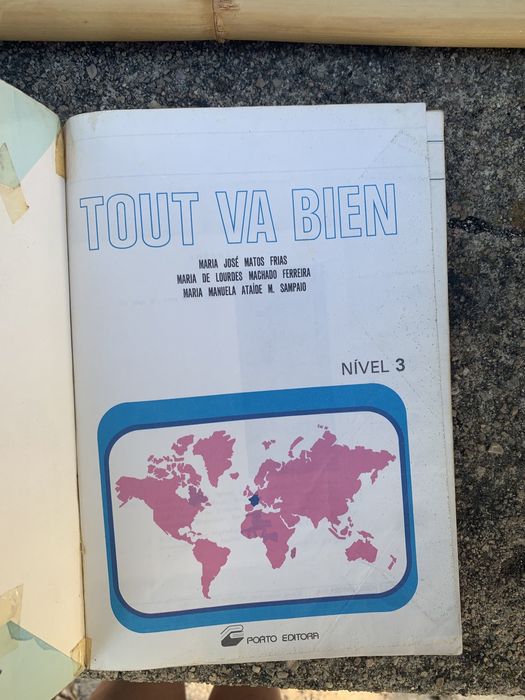 TOUT VA BIEN
MARIA JOSÉ MATOS FRIAS
MARIA DE LOURDES MACHADO FERREIRA
MARIA MANUELA ATAÍDE M. SAMPAIO
NÍVEL 3
PORTO EDITORA